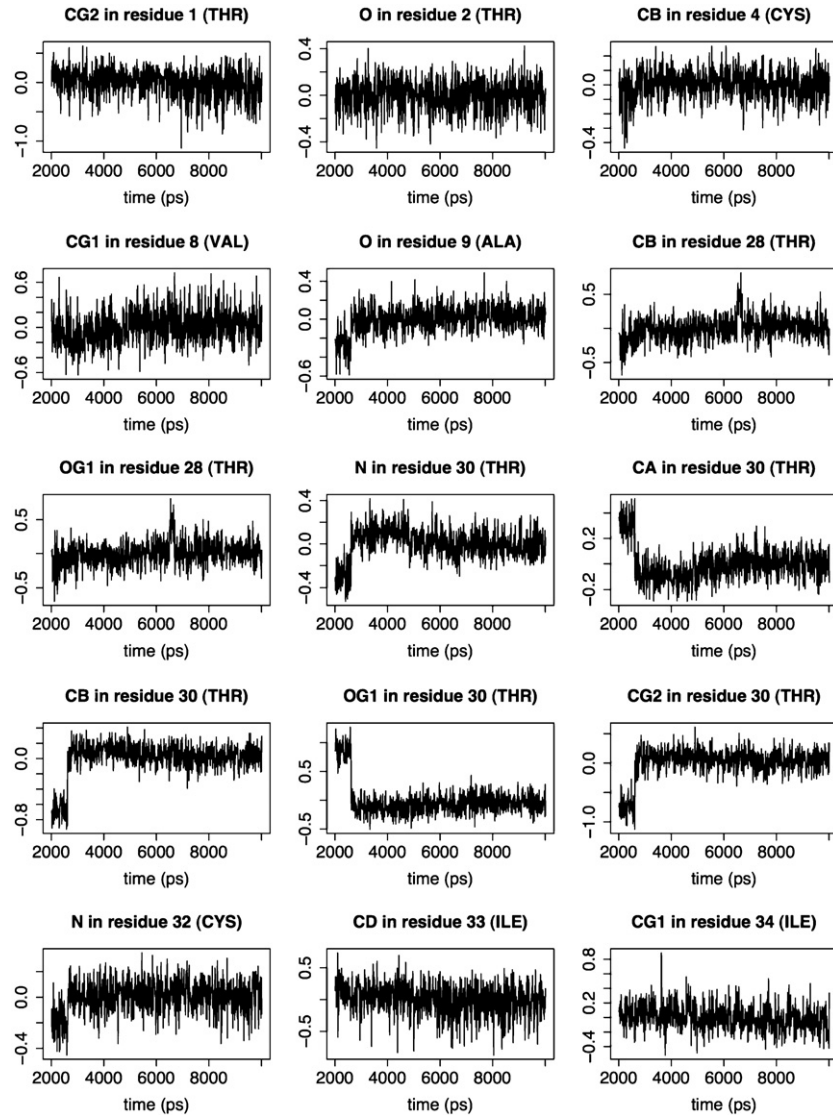 CG2 in residue 1 (THR) O in residue 2 (THR) CB in residue 4 (CYS)
0.0 0.4 0.0
-1.0 0.0 -0.4
-0.4
2000 4000 6000 8000 2000 4000 6000 8000 2000 4000 6000 8000
time (ps) time (ps) time (ps)
CG1 in residue 8 (VAL) O in residue 9 (ALA) CB in residue 28 (THR)
0.6 0.4 0.5
0.0 0.0 -0.5
-0.6 -0.6
2000 4000 6000 8000 2000 4000 6000 8000 2000 4000 6000 8000
time (ps) time (ps) time (ps)
OG1 in residue 28 (THR) N in residue 30 (THR) CA in residue 30 (THR)
0.5 0.4 0.2
-0.5 0.0 -0.2
-0.4
2000 4000 6000 8000 2000 4000 6000 8000 2000 4000 6000 8000
time (ps) time (ps) time (ps)
CB in residue 30 (THR) OG1 in residue 30 (THR) CG2 in residue 30 (THR)
0.0 0.5 0.0
-0.8 -0.5 -1.0
2000 4000 6000 8000 2000 4000 6000 8000 2000 4000 6000 8000
time (ps) time (ps) time (ps)
N in residue 32 (CYS) CD in residue 33 (ILE) CG1 in residue 34 (ILE)
0.0 0.5 0.8
-0.4 -0.5 0.2
-0.4
2000 4000 6000 8000 2000 4000 6000 8000 2000 4000 6000 8000
time (ps) time (ps) time (ps)